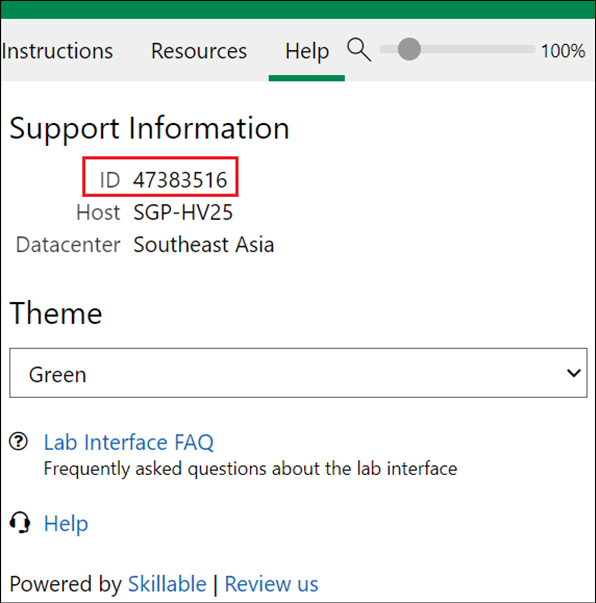 Instructions Resources Help 100%
Support Information
ID 47383516
Host SGP-HV25
Datacenter Southeast Asia
Theme
Green
Lab Interface FAQ
Frequently asked questions about the lab interface
Help
Powered by Skillable | Review us